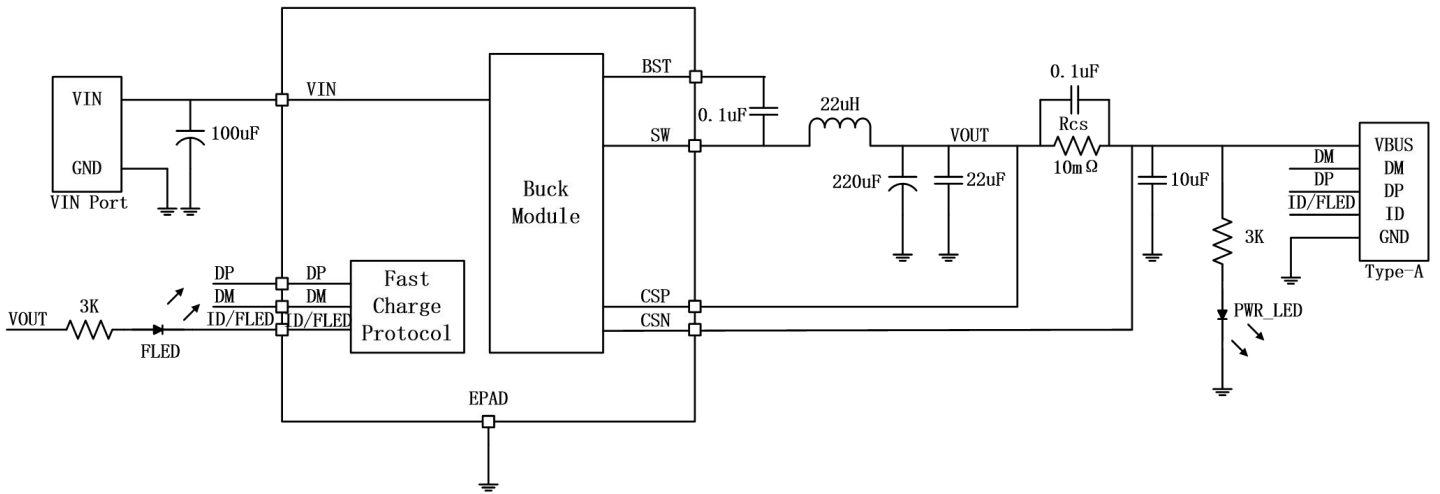 VIN
GND
VIN Port
100uF
VIN
Buck
Module
BST
SW
0.1uF
22uH
VOUT
220uF
22uF
0.1uF
Rcs
10mΩ
10uF
3K
PWR_LED
VBUS
DM
DP
ID
GND
Type-A
DM
DP
ID/FLED
CSP
CSN
DP
DM
ID/FLED
DP
DM
ID/FLED
Fast
Charge
Protocol
VOUT
3K
FLED
EPAD